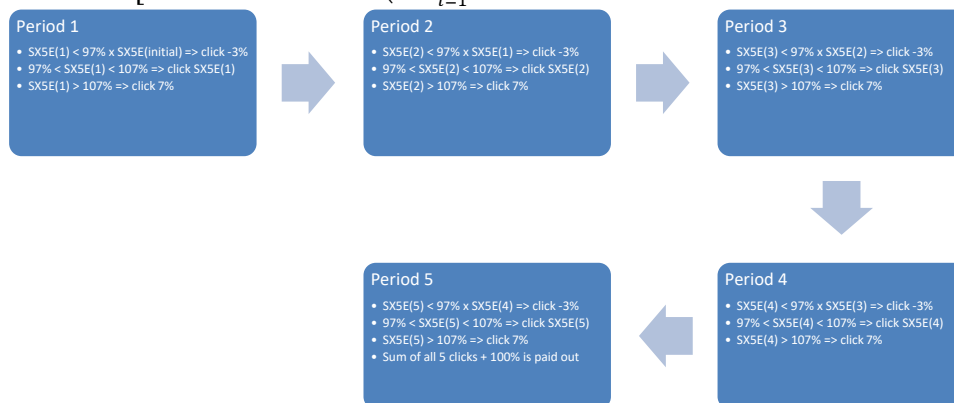 i=1
Period 1
• SX5E(1) < 97% x SX5E(initial) => click -3%
• 97% < SX5E(1) < 107% => click SX5E(1)
• SX5E(1) > 107% => click 7%
Period 2
• SX5E(2) < 97% x SX5E(1) => click -3%
• 97% < SX5E(2) < 107% => click SX5E(2)
• SX5E(2) > 107% => click 7%
Period 3
• SX5E(3) < 97% x SX5E(2) => click -3%
• 97% < SX5E(3) < 107% => click SX5E(3)
• SX5E(3) > 107% => click 7%
Period 4
• SX5E(4) < 97% x SX5E(3) => click -3%
• 97% < SX5E(4) < 107% => click SX5E(4)
• SX5E(4) > 107% => click 7%
Period 5
• SX5E(5) < 97% x SX5E(4) => click -3%
• 97% < SX5E(5) < 107% => click SX5E(5)
• SX5E(5) > 107% => click 7%
• Sum of all 5 clicks + 100% is paid out